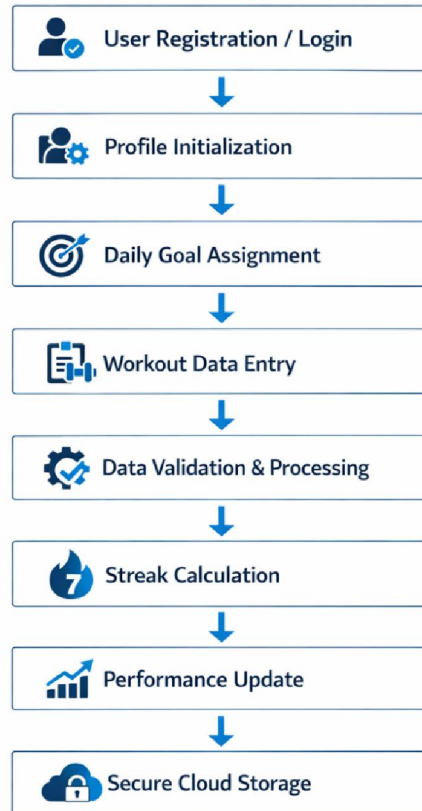 User Registration / Login
Profile Initialization
Daily Goal Assignment
Workout Data Entry
Data Validation & Processing
7
Streak Calculation
Performance Update
Secure Cloud Storage